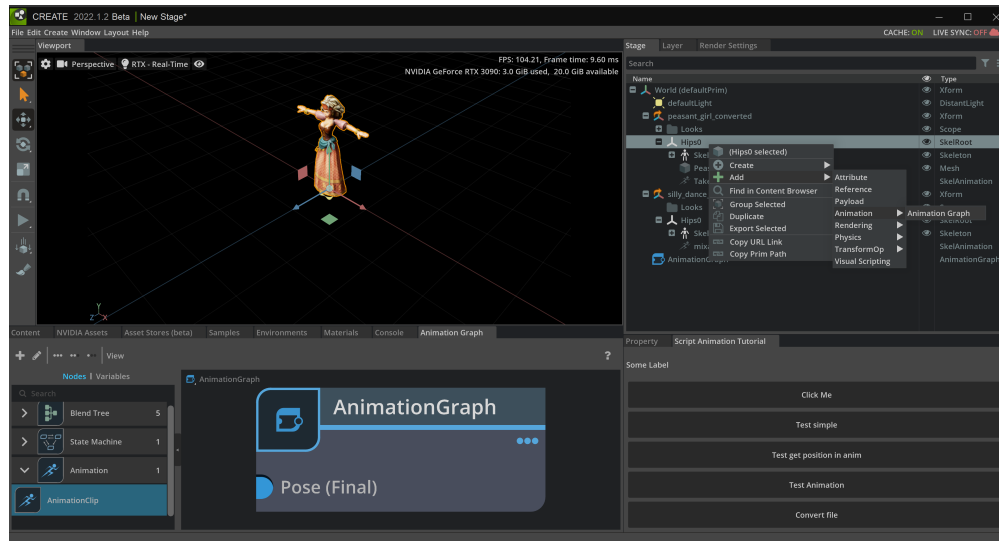 CREATE 2022.1.2 Beta | New Stage*
File Edit Create Window Layout Help
CACHE: ON LIVE SYNC: OFF
Viewport
Perspective RTX - Real-Time
FPS: 104.21, Frame time: 9.60 ms
NVIDIA GeForce RTX 3090: 3.0 GiB used, 20.0 GiB available
Y
Z X
Stage Layer Render Settings
Search
Name Type
World (defaultPrim) Xform
defaultLight DistantLight
peasant_girl_converted Xform
Looks Scope
Hips0 SkelRoot
Skel Skeleton
Pea Mesh
Take SkelAnimation
silly_dance Xform
Looks
Hips0 SkelRoot
Skel Skeleton
mix SkelAnimation
AnimationGraph AnimationGraph
(Hips0 selected)
Create
Add
Find in Content Browser
Group Selected
Duplicate
Export Selected
Copy URL Link
Copy Prim Path
Attribute
Reference
Payload
Animation
Rendering
Physics
TransformOp
Visual Scripting
Animation Graph
Content NVIDIA Assets Asset Stores (beta) Samples Environments Materials Console Animation Graph
View ?
Nodes | Variables
Search
Blend Tree 5
State Machine 1
Animation 1
AnimationClip
AnimationGraph
AnimationGraph
Pose (Final)
Property Script Animation Tutorial
Some Label
Click Me
Test simple
Test get position in anim
Test Animation
Convert file